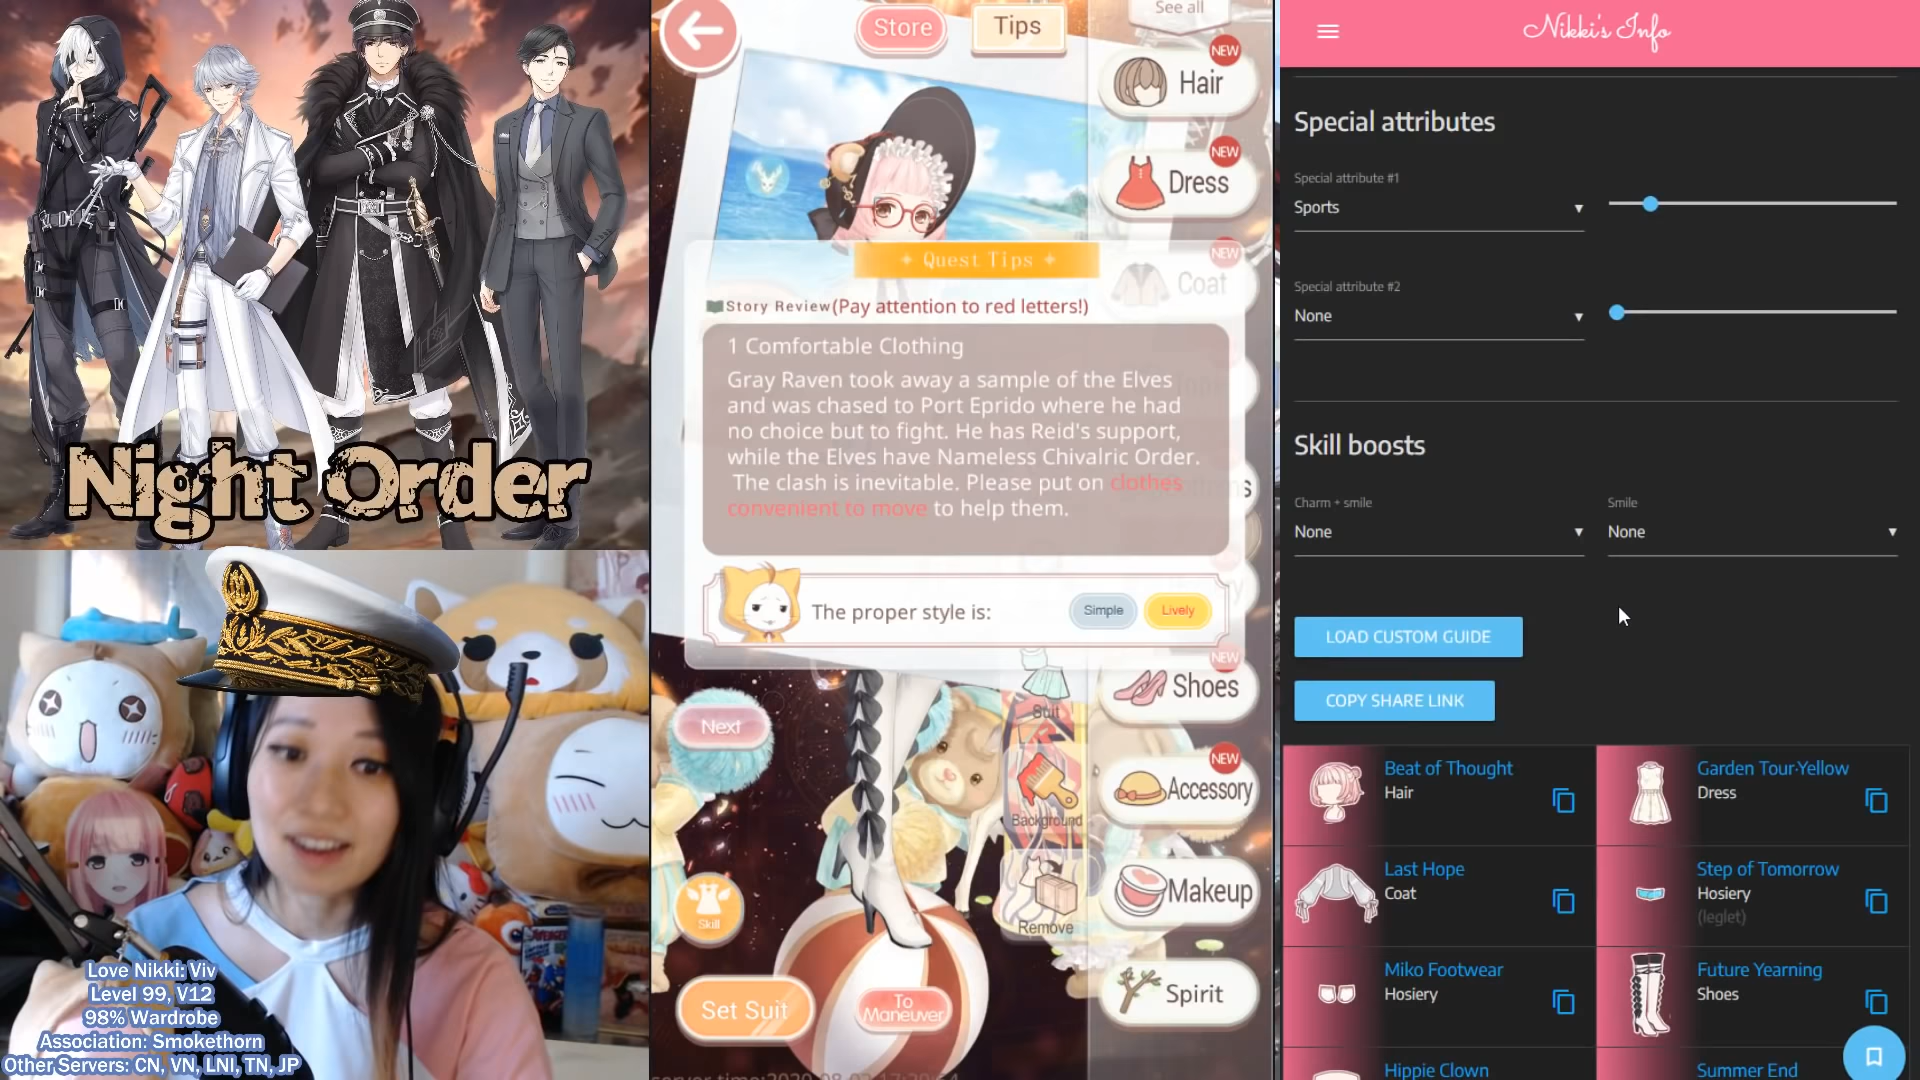 Night Order
Love Nikki: Viv
Level 99, V12
98% Wardrobe
Association: Smokethorn
Other Servers: CN, VN, LNI, TN, JP
Store
Tips
See all
NEW
Hair
NEW
Dress
NEW
Coat
Quest Tips
Story Review(Pay attention to red letters!)
1 Comfortable Clothing
Gray Raven took away a sample of the Elves
and was chased to Port Eprido where he had
no choice but to fight. He has Reid's support,
while the Elves have Nameless Chivalric Order.
The clash is inevitable. Please put on clothes
convenient to move to help them.
The proper style is:
Simple
Lively
NEW
Shoes
Suit
Next
NEW
Accessory
Background
Makeup
Skill
Remove
Spirit
Set Suit
To
Maneuver
Nikki's Info
Special attributes
Special attribute #1
Sports
Special attribute #2
None
Skill boosts
Charm + smile
None
Smile
None
LOAD CUSTOM GUIDE
COPY SHARE LINK
Beat of Thought
Hair
Garden Tour-Yellow
Dress
Last Hope
Coat
Step of Tomorrow
Hosiery
(leglet)
Miko Footwear
Hosiery
Future Yearning
Shoes
Hippie Clown
Summer End